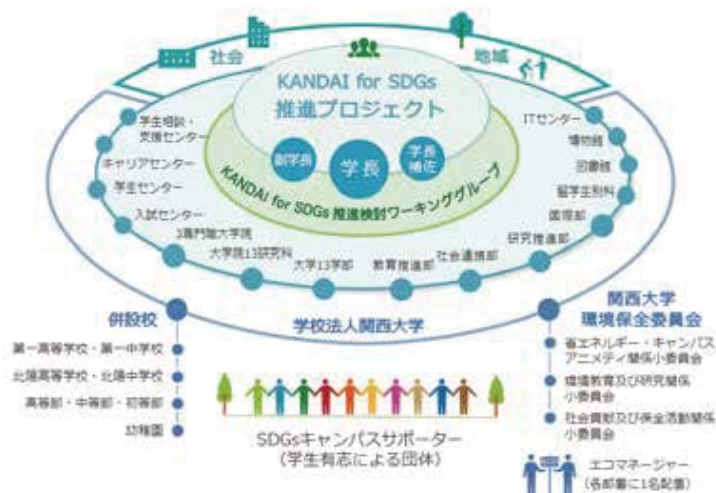 社会
地域
KANDAI for SDGs
推進プロジェクト
副学長
学長
学長
補佐
KANDAI for SDGs 推進検討ワーキンググループ
学生相談・
支援センター
キャリアセンター
学生センター
入試センター
3専門職大学院
大学院13研究科
大学13学部
教育推進部
社会連携部
研究推進部
国際部
留学生別科
図書館
博物館
ITセンター
学校法人関西大学
併設校
第一高等学校・第一中学校
北陽高等学校・北陽中学校
高等部・中等部・初等部
幼稚園
関西大学
環境保全委員会
省エネルギー・キャンパス
アニメティ関係小委員会
環境教育及び研究関係
小委員会
社会貢献及び保全活動関係
小委員会
SDGsキャンパスサポーター
(学生有志による団体)
エコマネージャー
(各部署に1名配置)